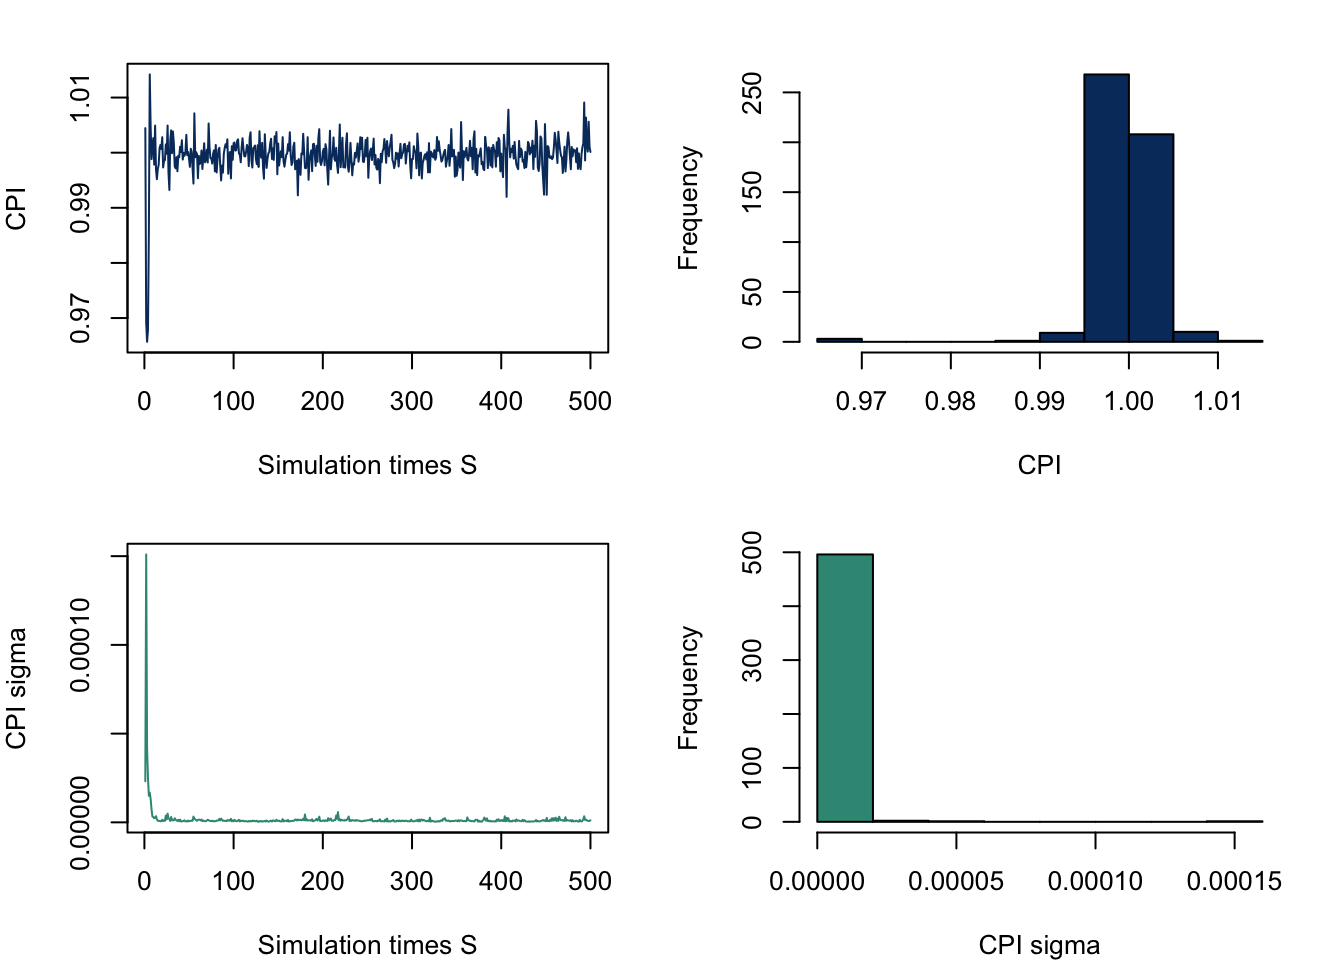 CPI
1.01
0.99
0.97
0 100 200 300 400 500
Simulation times S
Frequency
250
150
50
0
0.97 0.98 0.99 1.00 1.01
CPI
CPI sigma
0.00010
0.00000
0 100 200 300 400 500
Simulation times S
Frequency
500
300
100
0
0.00000 0.00005 0.00010 0.00015
CPI sigma